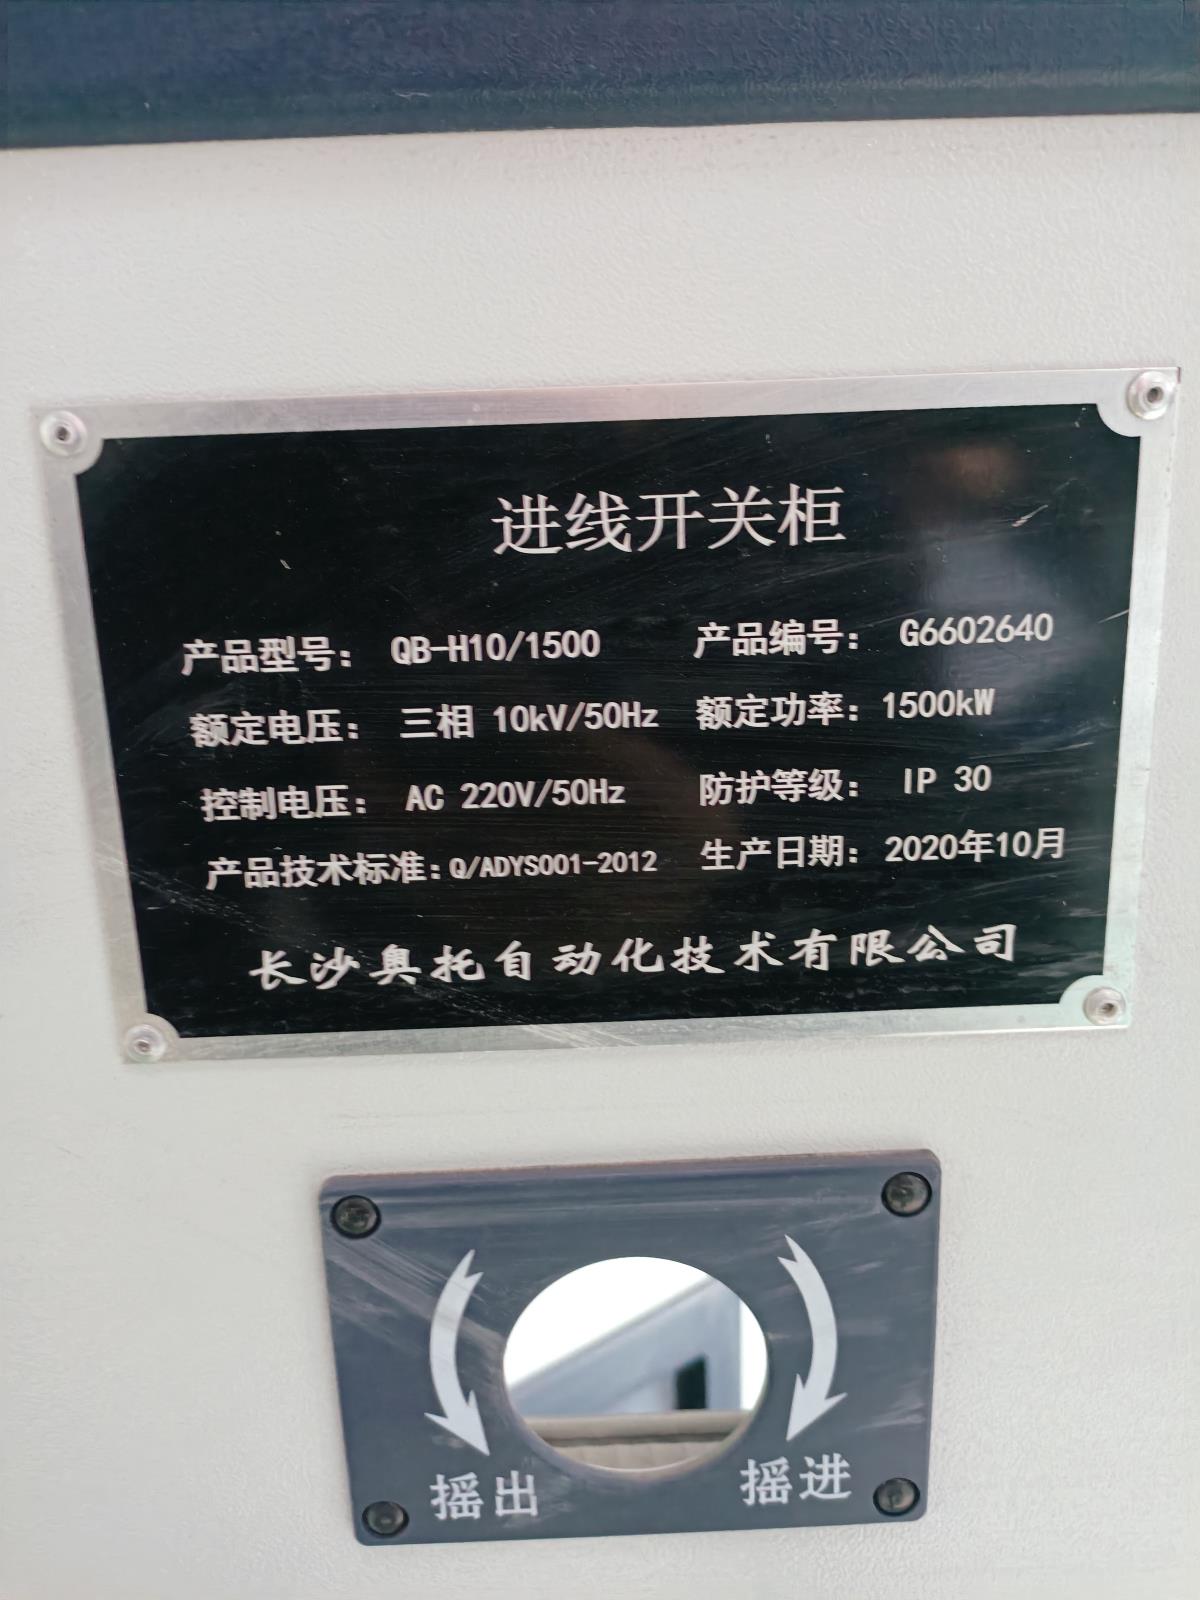 进线开关柜
产品型号： QB-H10/1500 产品编号： G6602640
额定电压： 三相 10kV/50Hz 额定功率：1500kW
控制电压： AC 220V/50Hz 防护等级： IP 30
产品技术标准：Q/ADYS001-2012 生产日期： 2020年10月
长沙奥托自动化技术有限公司
摇出 摇进